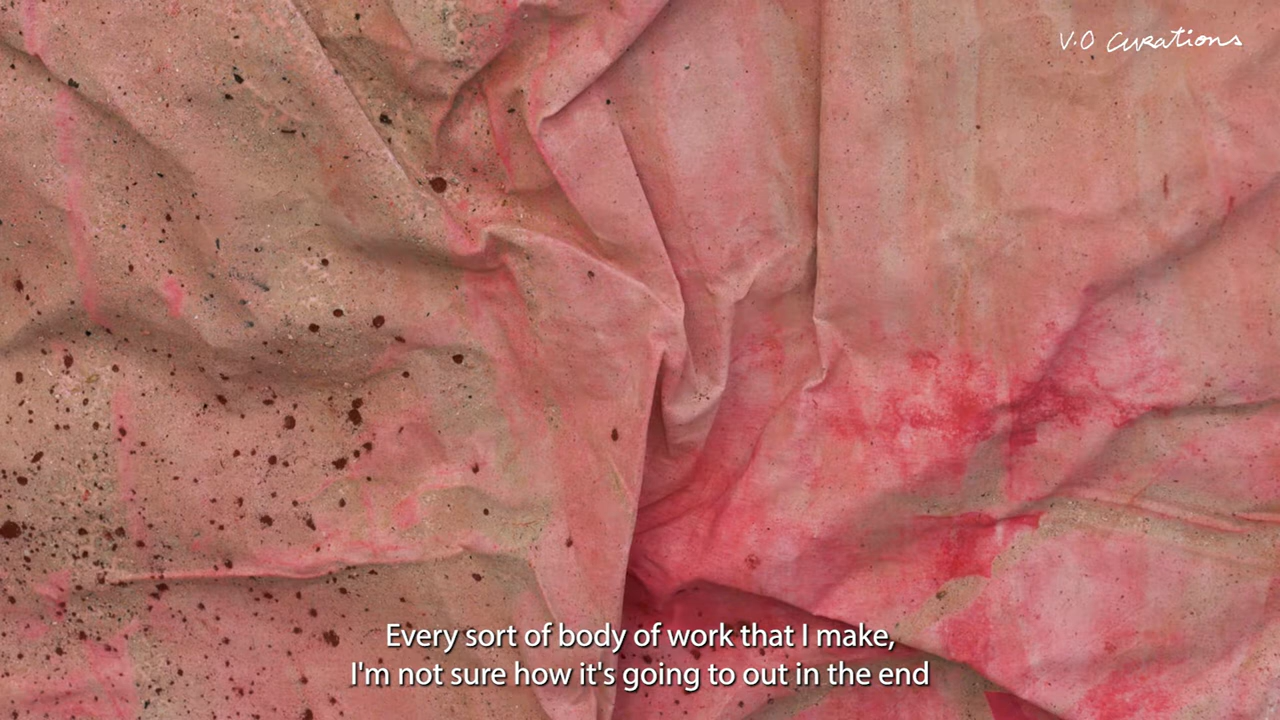 V.O Curations
Every sort of body of work that I make,
I'm not sure how it's going to out in the end